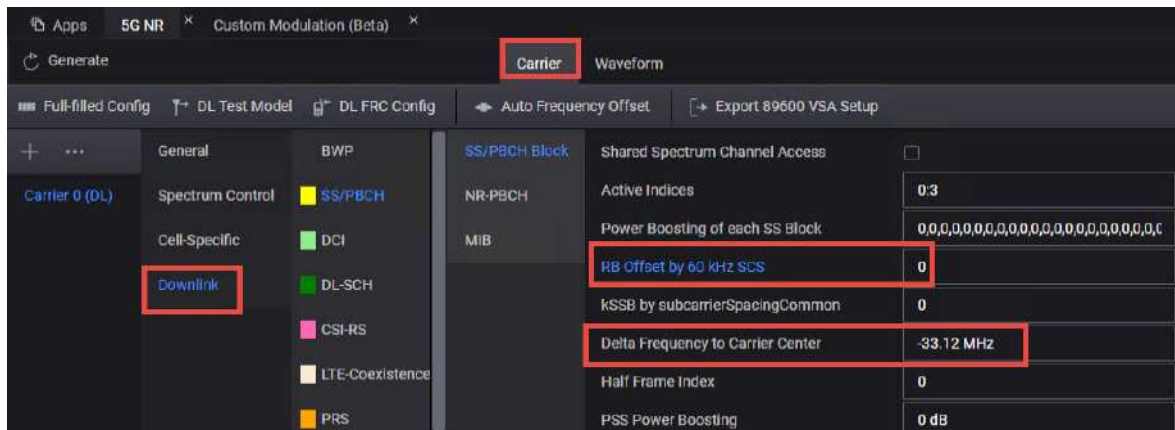 Apps 5G NR × Custom Modulation (Beta) ×
Generate Carrier Waveform
Full-filled Config DL Test Model DL FRC Config Auto Frequency Offset Export 89600 VSA Setup
+ ... General BWP SS/PBCH Block Shared Spectrum Channel Access
Carrier 0 (DL) Spectrum Control SS/PBCH NR-PBCH Active Indices 0:3
Cell-Specific DCI MIB Power Boosting of each SS Block 0,0,0,0,0,0,0,0,0,0,0,0,0,0,0,0,0,0,0,0,0
Downlink DL-SCH RB Offset by 60 kHz SCS 0
kSSB by subcarrierSpacingCommon 0
CSI-RS Delta Frequency to Carrier Center -33.12 MHz
LTE-Coexistence Half Frame Index 0
PRS PSS Power Boosting 0 dB